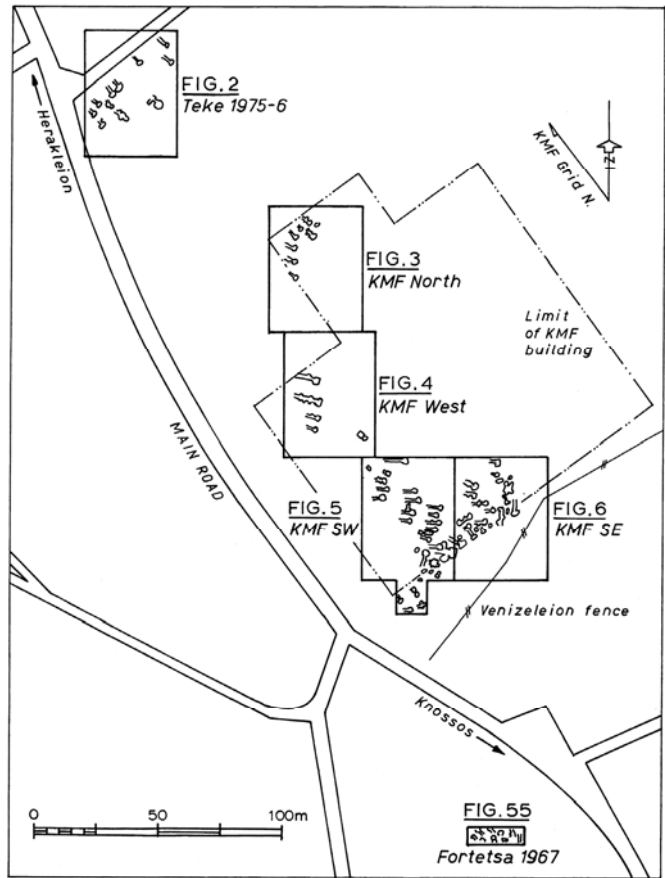 FIG.2
Teke 1975-6
Herakleion
KMF Grid N.
N
FIG.3
KMF North
Limit
of KMF
building
FIG.4
KMF West
MAIN ROAD
FIG.5
KMF SW
FIG.6
KMF SE
Venizeleion fence
Knossos
0 50 100m
FIG.55
Fortetsa 1967